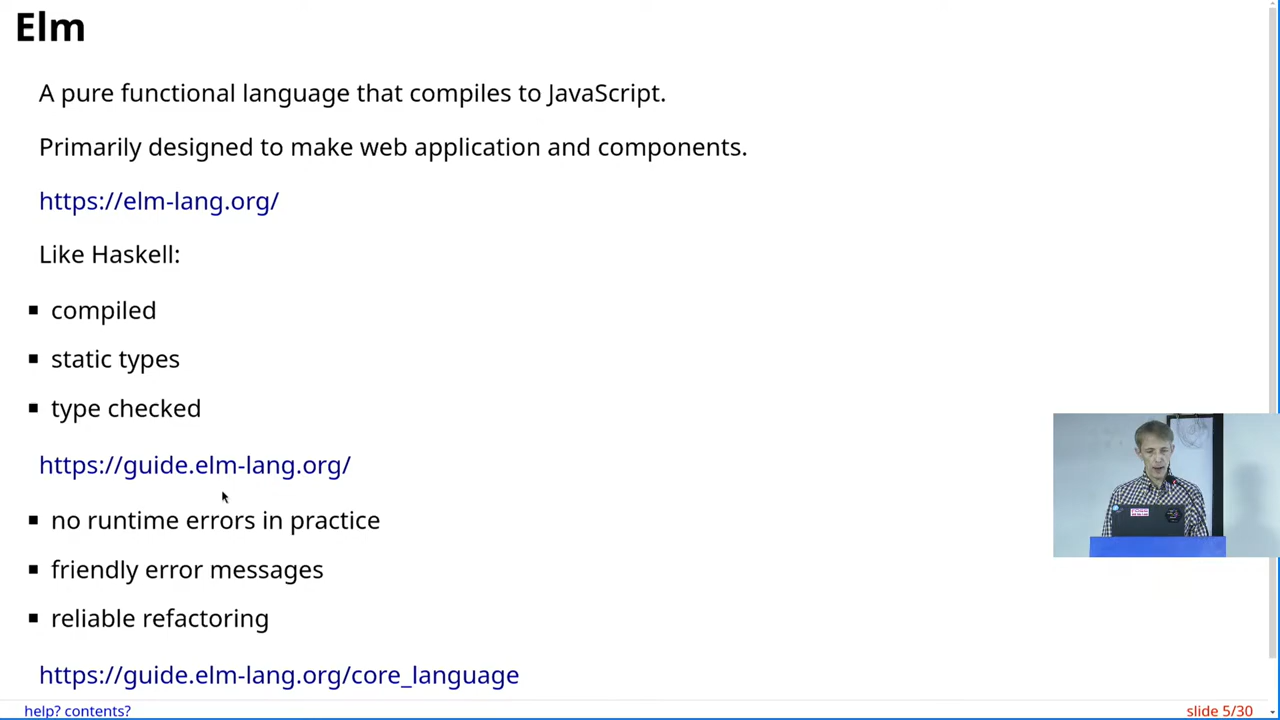 Elm
A pure functional language that compiles to JavaScript.
Primarily designed to make web application and components.
https://elm-lang.org/
Like Haskell:
compiled
static types
type checked
https://guide.elm-lang.org/
no runtime errors in practice
friendly error messages
reliable refactoring
https://guide.elm-lang.org/core_language
help? contents?
slide 5/30